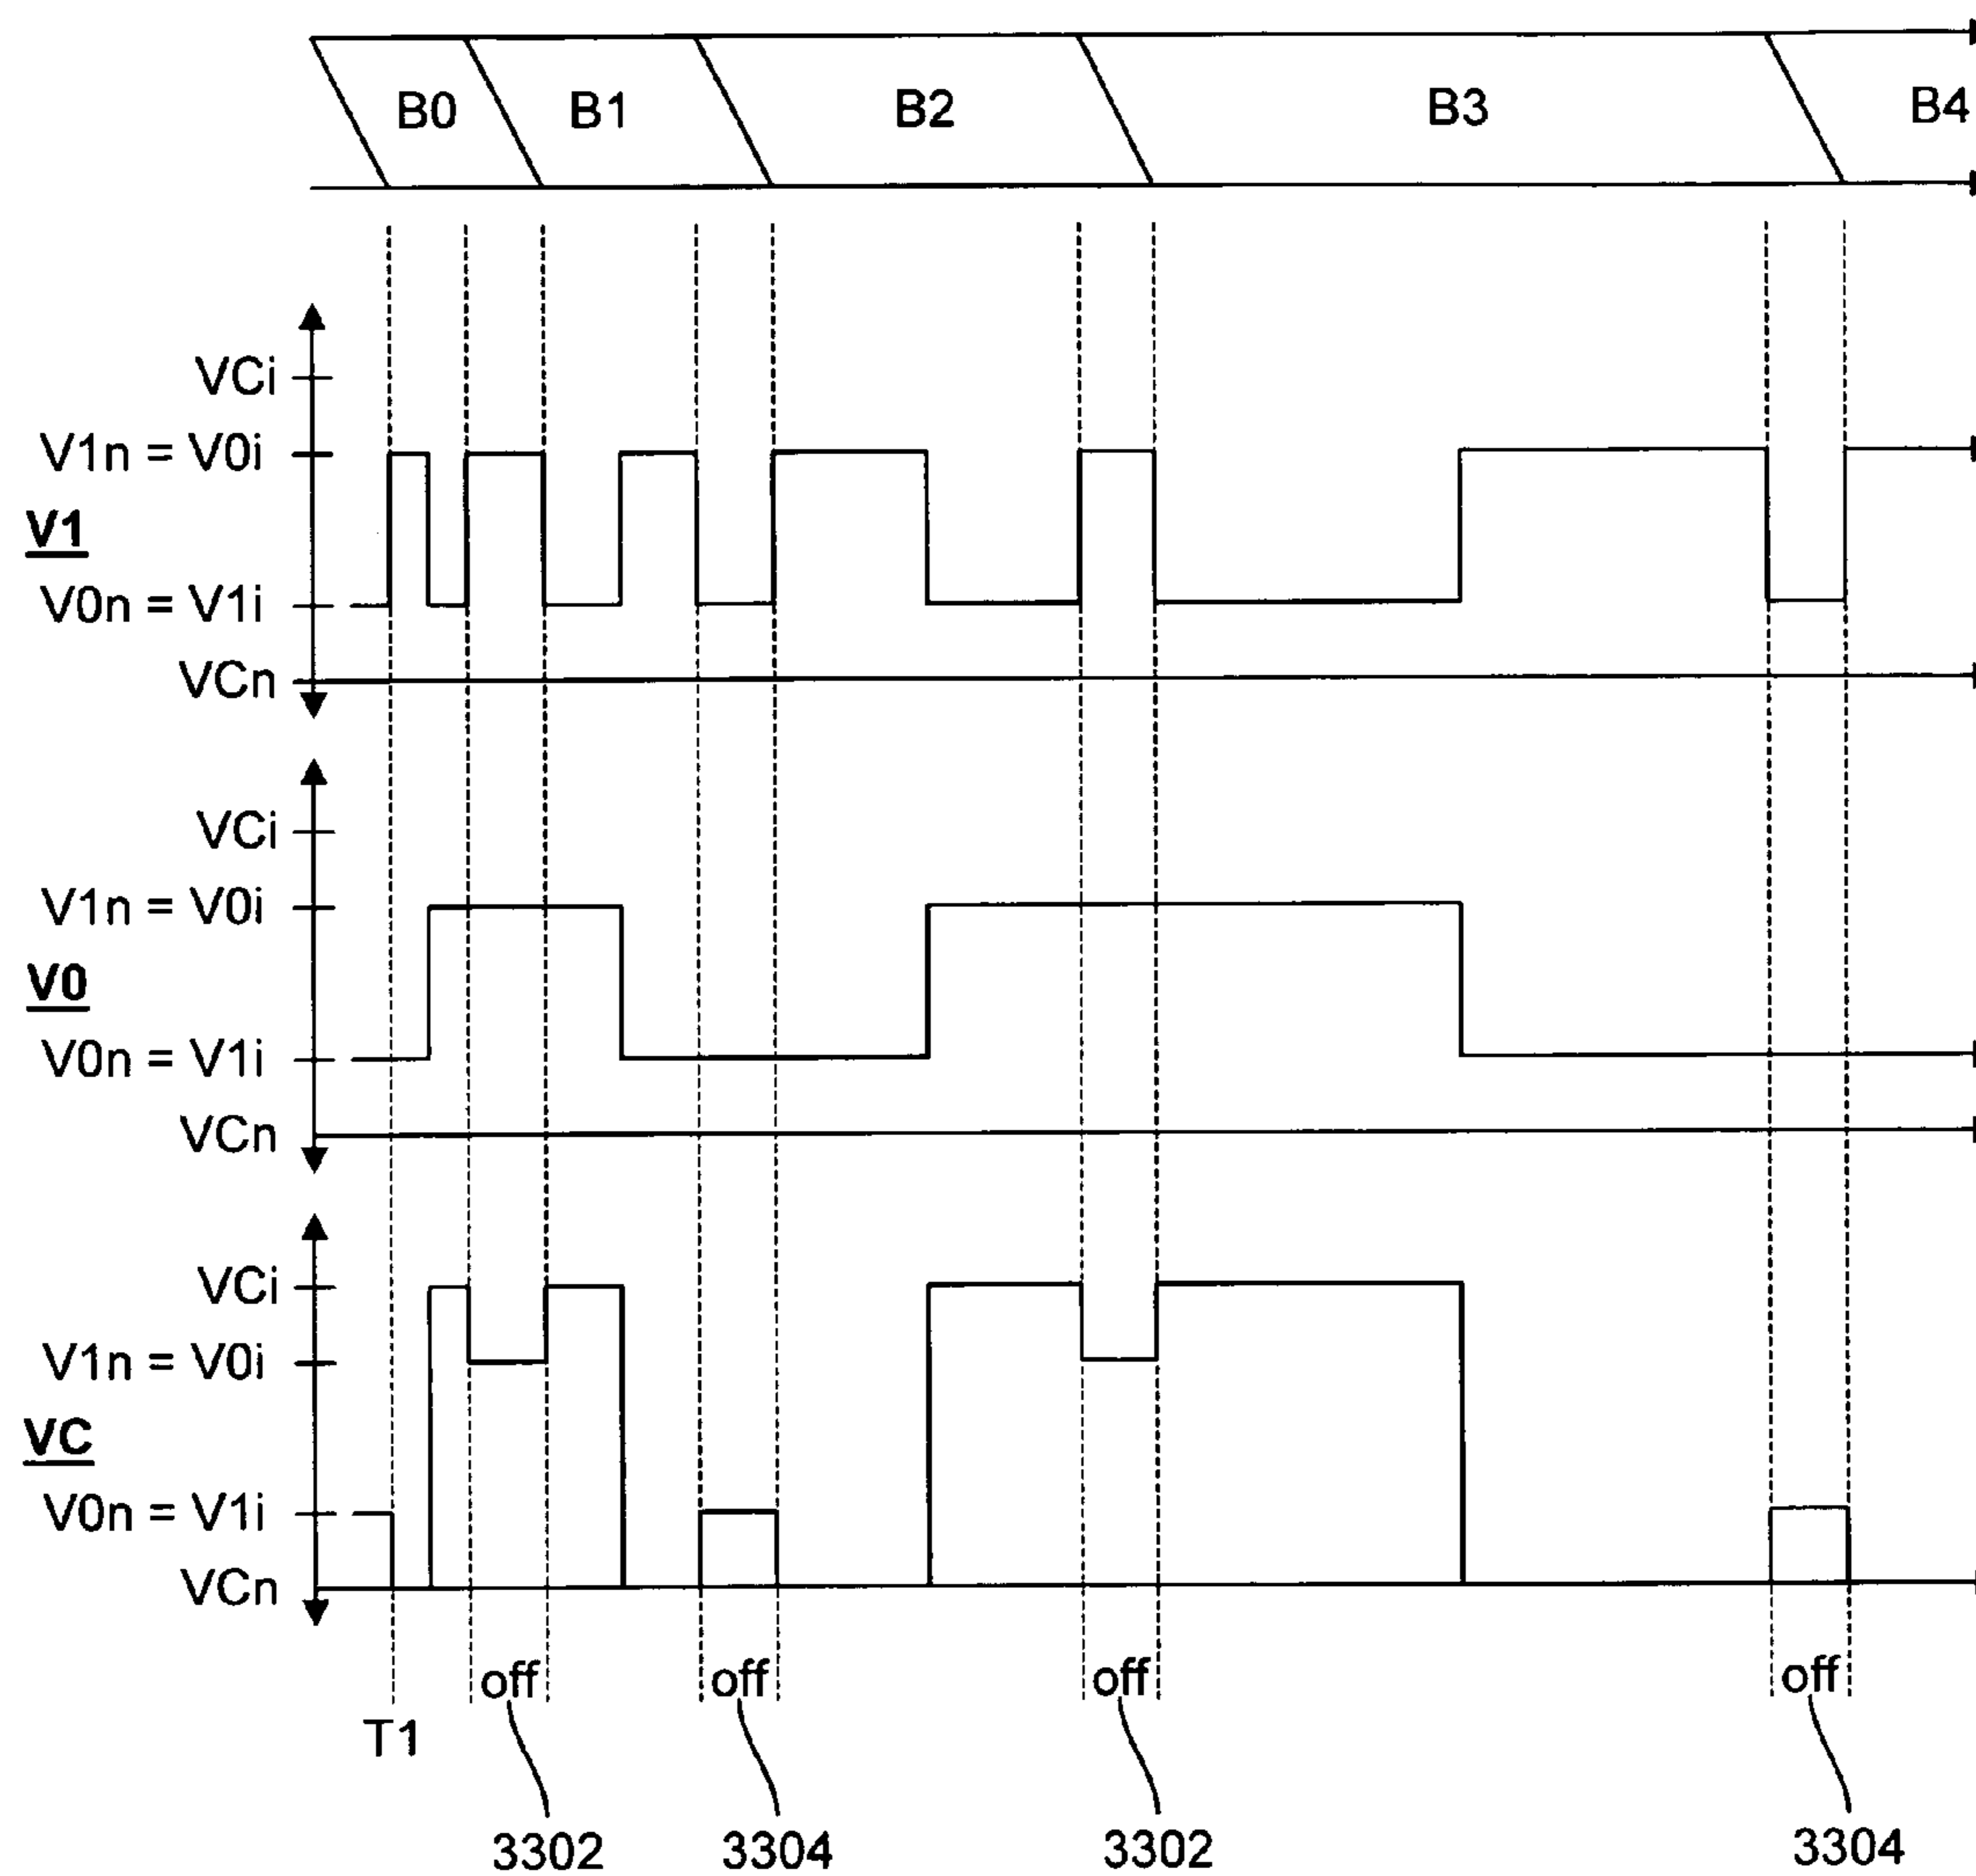 B0 B1 B2 B3 B4
VCi
V1n = V0i
V1
V0n = V1i
VCn
VCi
V1n = V0i
V0
V0n = V1i
VCn
VCi
V1n = V0i
VC
V0n = V1i
VCn
off off off off
T1
3302 3304 3302 3304